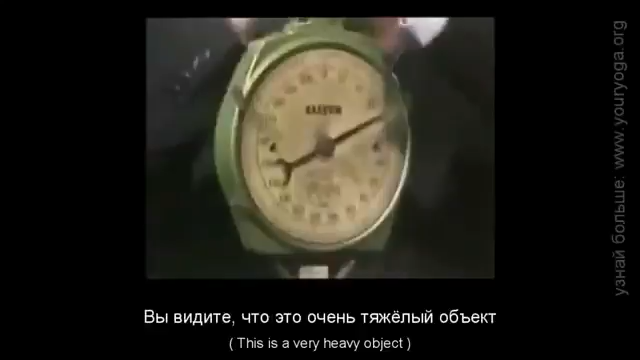 Вы видите, что это очень тяжёлый объект
( This is a very heavy object )
узнай больше: www.youryoga.org